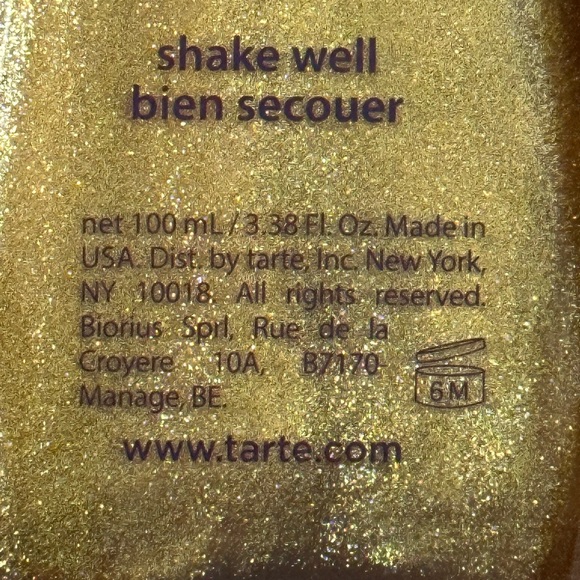 shake well
bien secouer
net 100 mL / 3.38 Fl. Oz. Made in
USA. Dist. by tarte, Inc. New York,
NY 10018. All rights reserved.
Biorius Sprl, Rue de la
Croyere 10A, B7170-
Manage, BE.
6 M
www.tarte.com